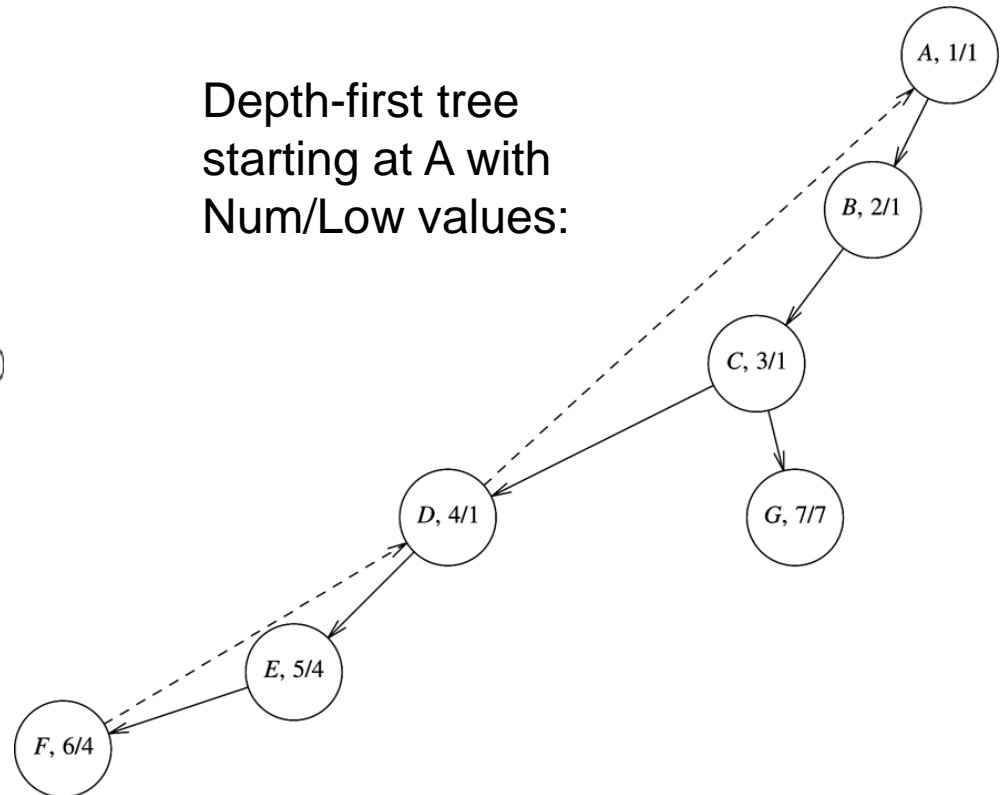 Depth-first tree
starting at A with
Num/Low values:
A, 1/1
B, 2/1
C, 3/1
D, 4/1
G, 7/7
E, 5/4
F, 6/4